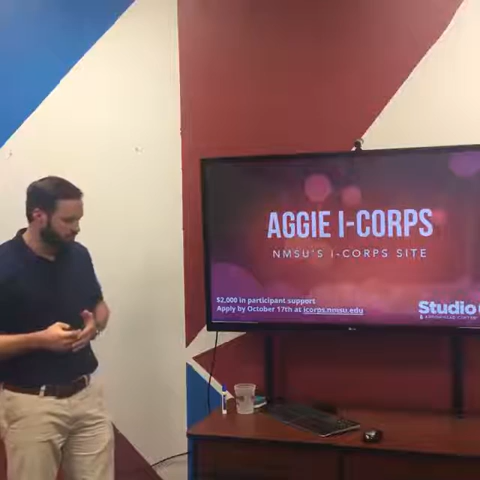 AGGIE I-CORPS
NMSU'S I-CORPS SITE
$2,000 in participant support
Apply by October 17th at icorps.nmsu.edu
Studio